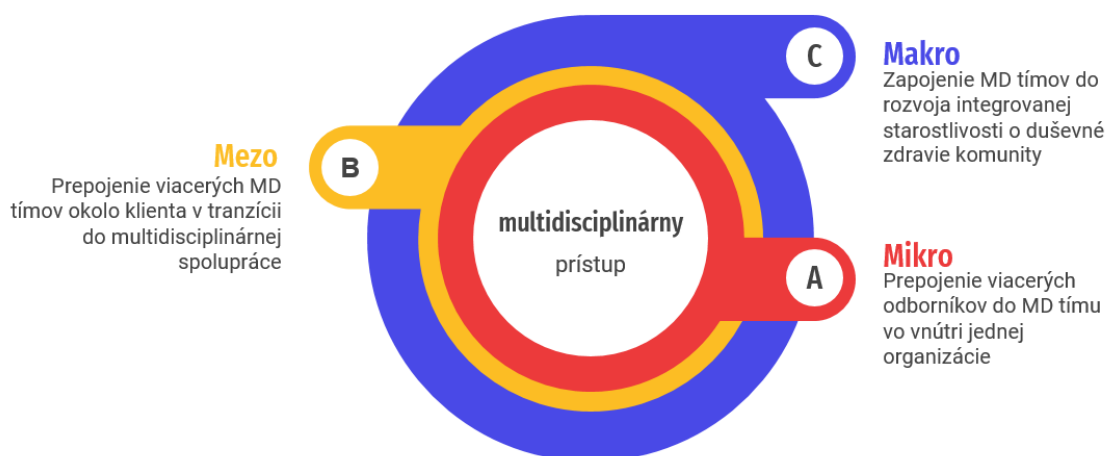 C
Makro
Zapojenie MD tímov do
rozvoja integrovanej
starostlivosti o duševné
zdravie komunity
B
Mezo
Prepojenie viacerých MD
tímov okolo klienta v tranzícii
do multidisciplinárnej
spolupráce
multidisciplinárny
prístup
A
Mikro
Prepojenie viacerých
odborníkov do MD tímu
vo vnútri jednej
organizácie